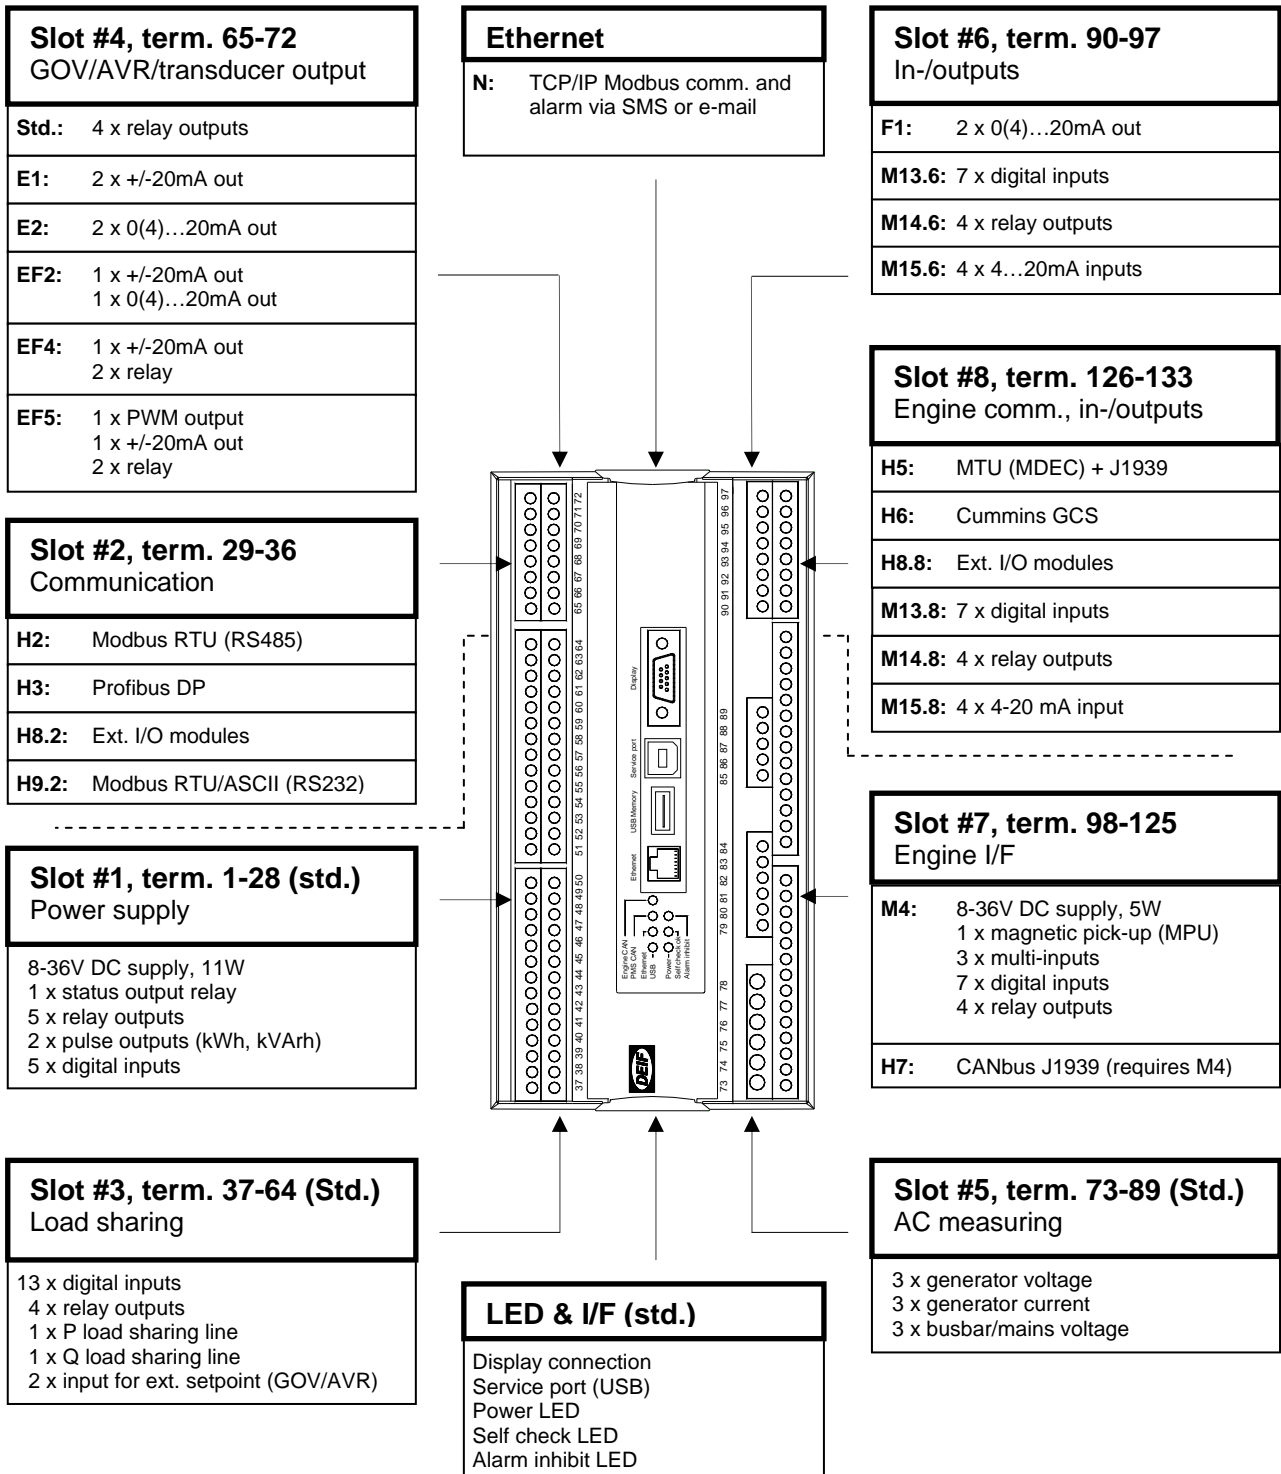 Slot #4, term. 65-72
GOV/AVR/transducer output
Std.: 4 x relay outputs
E1: 2 x +/-20mA out
E2: 2 x 0(4)…20mA out
EF2: 1 x +/-20mA out
1 x 0(4)…20mA out
EF4: 1 x +/-20mA out
2 x relay
EF5: 1 x PWM output
1 x +/-20mA out
2 x relay
Ethernet
N: TCP/IP Modbus comm. and
alarm via SMS or e-mail
Slot #6, term. 90-97
In-/outputs
F1: 2 x 0(4)…20mA out
M13.6: 7 x digital inputs
M14.6: 4 x relay outputs
M15.6: 4 x 4…20mA inputs
Slot #2, term. 29-36
Communication
H2: Modbus RTU (RS485)
H3: Profibus DP
H8.2: Ext. I/O modules
H9.2: Modbus RTU/ASCII (RS232)
Slot #8, term. 126-133
Engine comm., in-/outputs
H5: MTU (MDEC) + J1939
H6: Cummins GCS
H8.8: Ext. I/O modules
M13.8: 7 x digital inputs
M14.8: 4 x relay outputs
M15.8: 4 x 4-20 mA input
Slot #1, term. 1-28 (std.)
Power supply
8-36V DC supply, 11W
1 x status output relay
5 x relay outputs
2 x pulse outputs (kWh, kVArh)
5 x digital inputs
65 66 67 68 69 70 71 72
51 52 53 54 55 56 57 58 59 60 61 62 63 64
37 38 39 40 41 42 43 44 45 46 47 48 49 50
Display
Service port
USB Memory
Ethernet
Engine CAN
PMS CAN
Ethernet
USB
Power
Self check ok
Alarm inhibit
DEIF
90 91 92 93 94 95 96 97
85 86 87 88 89
79 80 81 82 83 84
73 74 75 76 77 78
Slot #7, term. 98-125
Engine I/F
M4: 8-36V DC supply, 5W
1 x magnetic pick-up (MPU)
3 x multi-inputs
7 x digital inputs
4 x relay outputs
H7: CANbus J1939 (requires M4)
Slot #3, term. 37-64 (Std.)
Load sharing
13 x digital inputs
4 x relay outputs
1 x P load sharing line
1 x Q load sharing line
2 x input for ext. setpoint (GOV/AVR)
LED & I/F (std.)
Display connection
Service port (USB)
Power LED
Self check LED
Alarm inhibit LED
Slot #5, term. 73-89 (Std.)
AC measuring
3 x generator voltage
3 x generator current
3 x busbar/mains voltage